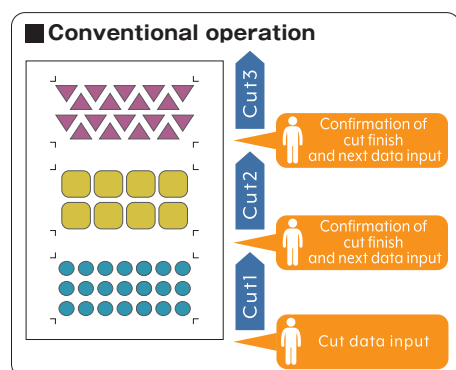 Conventional operation
Cut3
Confirmation of
cut finish
and next data input
Cut2
Confirmation of
cut finish
and next data input
Cut1
Cut data input